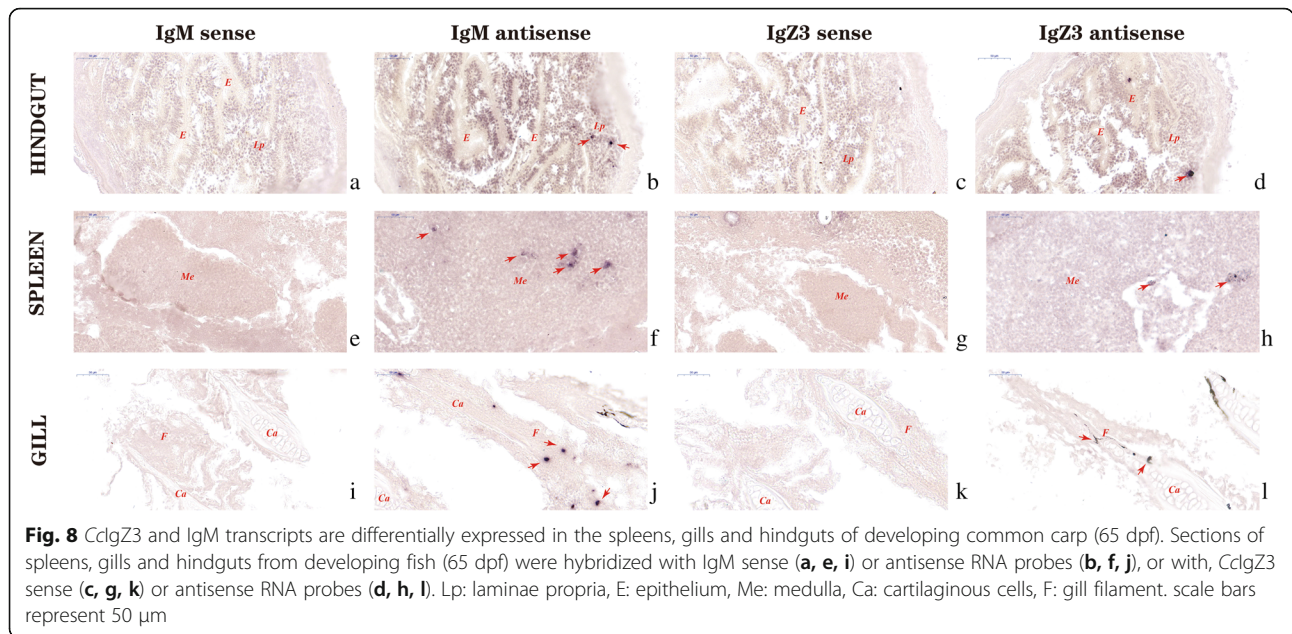 IgM sense IgM antisense IgZ3 sense IgZ3 antisense
HINDGUT
E E Lp a
E E Lp b
E Lp c
E E Lp d
SPLEEN
Me e
Me f
Me g
Me h
GILL
F Ca Ca i
Ca F Ca j
Ca F Ca k
F Ca l
Fig. 8 CcIgZ3 and IgM transcripts are differentially expressed in the spleens, gills and hindguts of developing common carp (65 dpf). Sections of
spleens, gills and hindguts from developing fish (65 dpf) were hybridized with IgM sense (a, e, i) or antisense RNA probes (b, f, j), or with, CcIgZ3
sense (c, g, k) or antisense RNA probes (d, h, l). Lp: laminae propria, E: epithelium, Me: medulla, Ca: cartilaginous cells, F: gill filament. scale bars
represent 50 μm